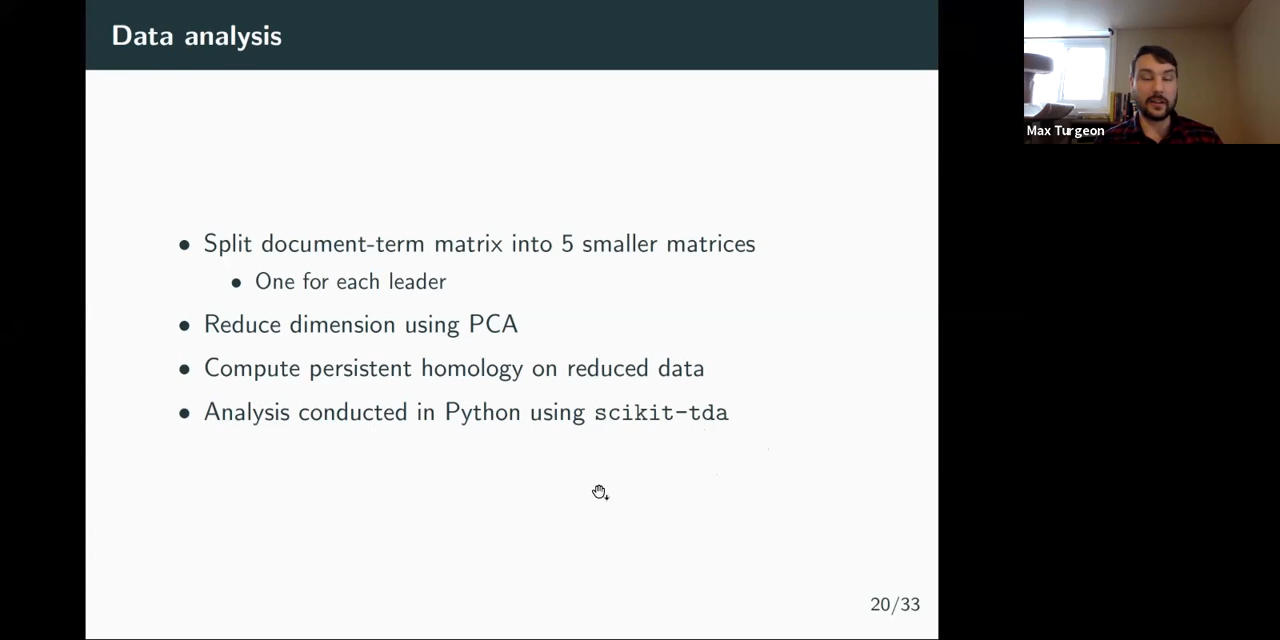 Data analysis
Max Turgeon
• Split document-term matrix into 5 smaller matrices
• One for each leader
• Reduce dimension using PCA
• Compute persistent homology on reduced data
• Analysis conducted in Python using scikit-tda
20/33